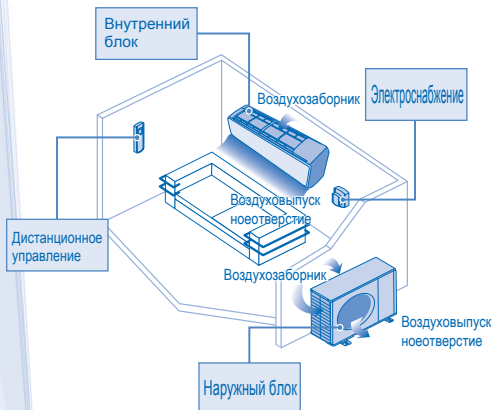 Внутренний
блок
Воздухозаборник
Электроснабжение
Воздуховыпуск
ноеотверстие
Дистанционное
управление
Воздухозаборник
Воздуховыпуск
ноеотверстие
Наружный блок